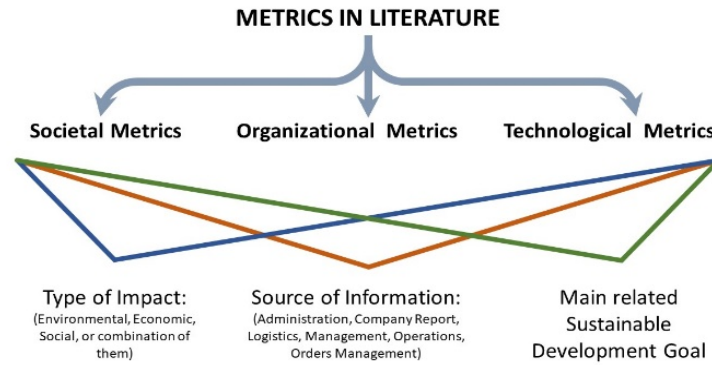 METRICS IN LITERATURE
Societal Metrics
Organizational Metrics
Technological Metrics
Type of Impact:
(Environmental, Economic,
Social, or combination of
them)
Source of Information:
(Administration, Company Report,
Logistics, Management, Operations,
Orders Management)
Main related
Sustainable
Development Goal